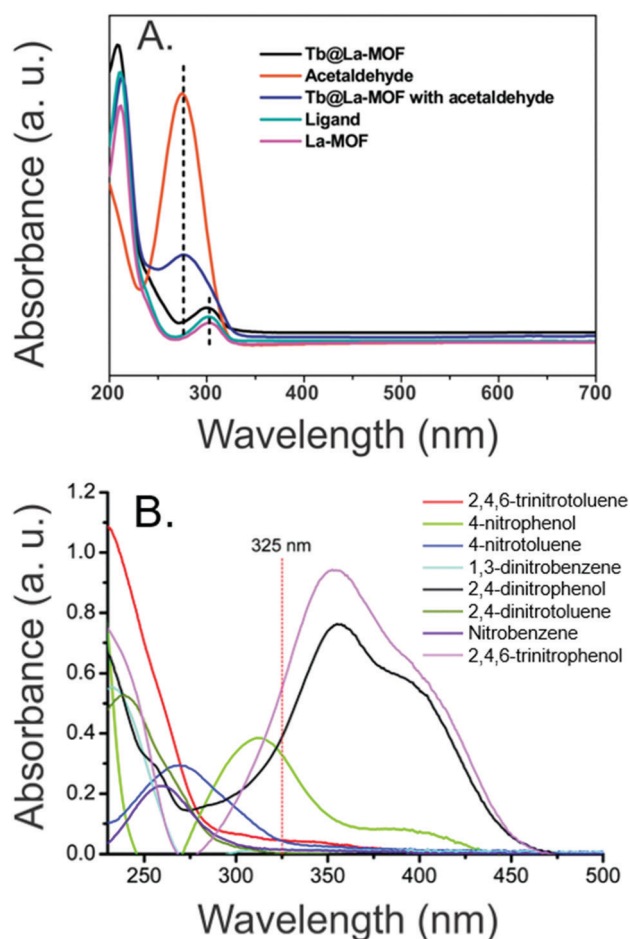 A.
Tb@La-MOF
Acetaldehyde
Tb@La-MOF with acetaldehyde
Ligand
La-MOF
Absorbance (a. u.)
200 300 400 500 600 700
Wavelength (nm)
B.
325 nm
2,4,6-trinitrotoluene
4-nitrophenol
4-nitrotoluene
1,3-dinitrobenzene
2,4-dinitrophenol
2,4-dinitrotoluene
Nitrobenzene
2,4,6-trinitrophenol
Absorbance (a. u.)
1.2
1.0
0.8
0.6
0.4
0.2
0.0
250 300 350 400 450 500
Wavelength (nm)